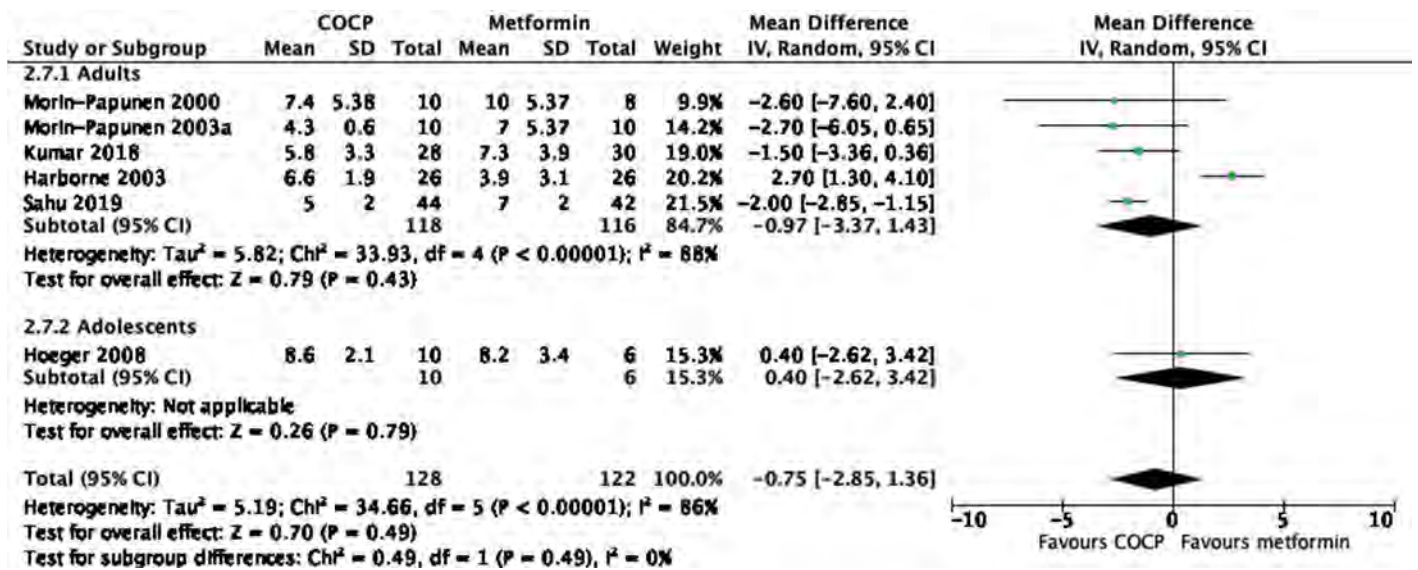 COCP Metformin Mean Difference Mean Difference
Study or Subgroup Mean SD Total Mean SD Total Weight IV, Random, 95% CI IV, Random, 95% CI
2.7.1 Adults
Morin-Papunen 2000 7.4 5.38 10 10 5.37 8 9.9% -2.60 [-7.60, 2.40]
Morin-Papunen 2003a 4.3 0.6 10 7 5.37 10 14.2% -2.70 [-6.05, 0.65]
Kumar 2018 5.8 3.3 28 7.3 3.9 30 19.0% -1.50 [-3.36, 0.36]
Harborne 2003 6.6 1.9 26 3.9 3.1 26 20.2% 2.70 [1.30, 4.10]
Sahu 2019 5 2 44 7 2 42 21.5% -2.00 [-2.85, -1.15]
Subtotal (95% CI) 118 116 84.7% -0.97 [-3.37, 1.43]
Heterogeneity: Tau² = 5.82; Chi² = 33.93, df = 4 (P < 0.00001); I² = 88%
Test for overall effect: Z = 0.79 (P = 0.43)
2.7.2 Adolescents
Hoeger 2008 8.6 2.1 10 8.2 3.4 6 15.3% 0.40 [-2.62, 3.42]
Subtotal (95% CI) 10 6 15.3% 0.40 [-2.62, 3.42]
Heterogeneity: Not applicable
Test for overall effect: Z = 0.26 (P = 0.79)
Total (95% CI) 128 122 100.0% -0.75 [-2.85, 1.36]
Heterogeneity: Tau² = 5.19; Chi² = 34.66, df = 5 (P < 0.00001); I² = 86%
Test for overall effect: Z = 0.70 (P = 0.49)
Test for subgroup differences: Chi² = 0.49, df = 1 (P = 0.49), I² = 0%
-10 -5 0 5 10
Favours COCP Favours metformin